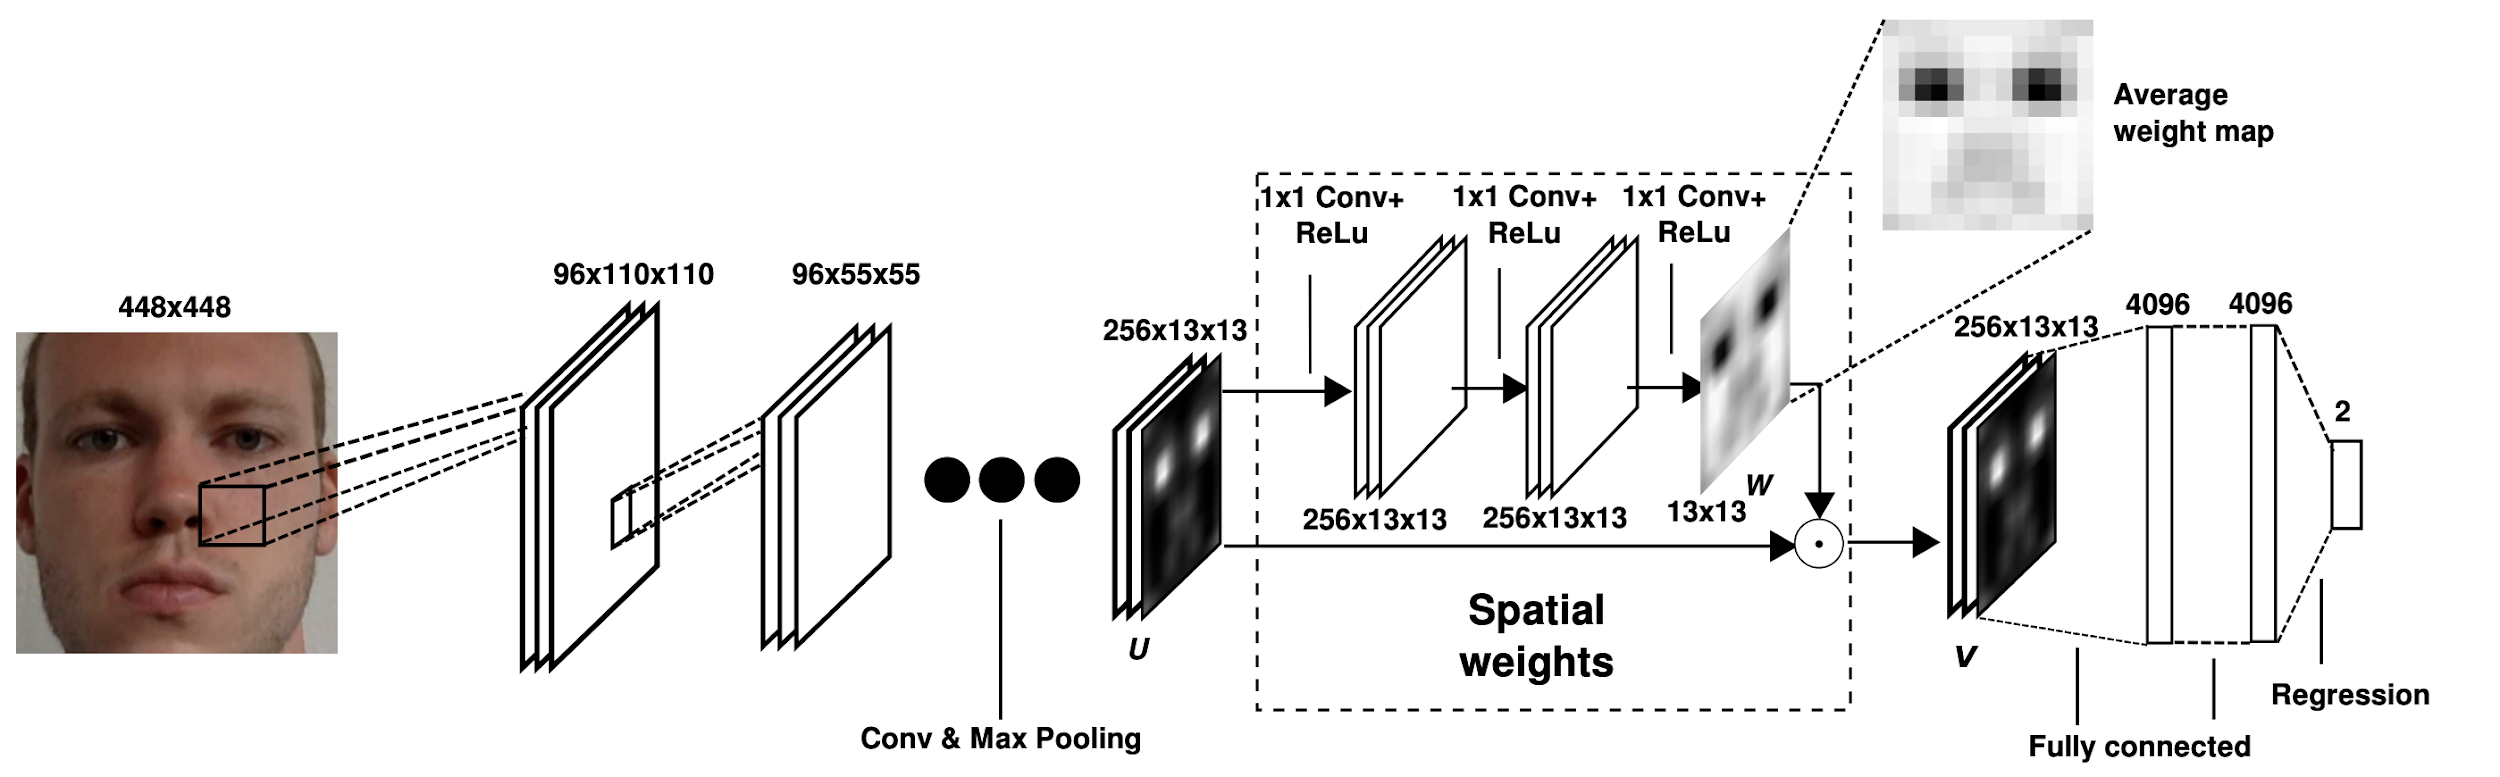 448x448
96x110x110
96x55x55
Conv & Max Pooling
256x13x13
U
1x1 Conv+
ReLu
1x1 Conv+
ReLu
1x1 Conv+
ReLu
256x13x13
256x13x13
13x13
W
Spatial
weights
Average
weight map
256x13x13
V
4096
4096
2
Fully connected
Regression